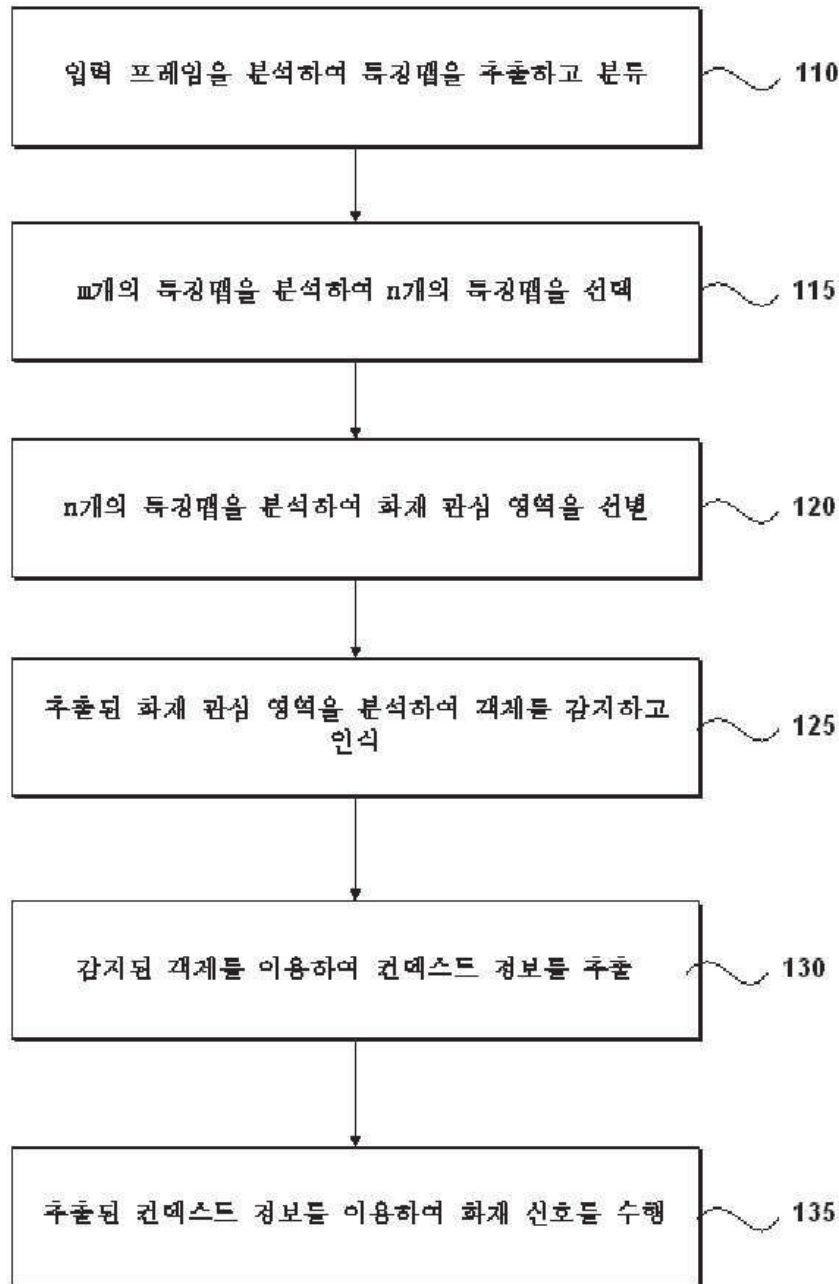 입력 프레임을 분석하여 특징맵을 추출하고 분류
110
m개의 특징맵을 분석하여 n개의 특징맵을 선택
115
n개의 특징맵을 분석하여 화재 관심 영역을 선별
120
추출된 화재 관심 영역을 분석하여 객체를 감지하고
인식
125
감지된 객체를 이용하여 컨텍스트 정보를 추출
130
추출된 컨텍스트 정보를 이용하여 화재 신호를 수행
135